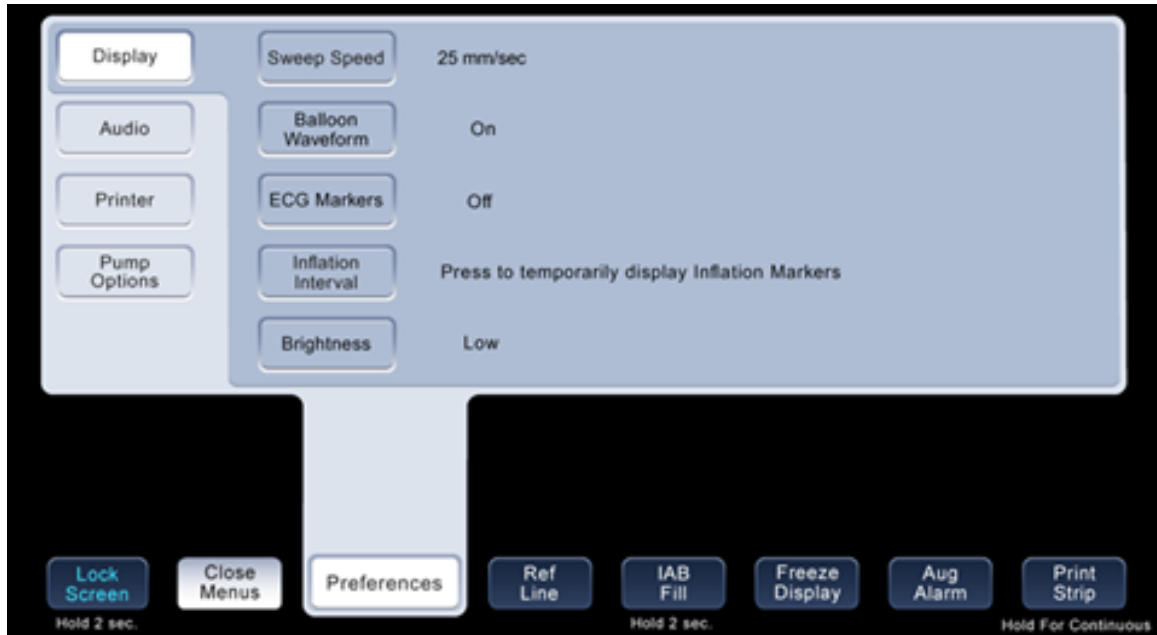 Display
Sweep Speed 25 mm/sec
Audio
Balloon
Waveform
On
Printer
ECG Markers Off
Pump
Options
Inflation
Interval
Press to temporarily display Inflation Markers
Brightness Low
Lock
Screen
Hold 2 sec.
Close
Menus
Preferences
Ref
Line
IAB
Fill
Hold 2 sec.
Freeze
Display
Aug
Alarm
Print
Strip
Hold For Continuous